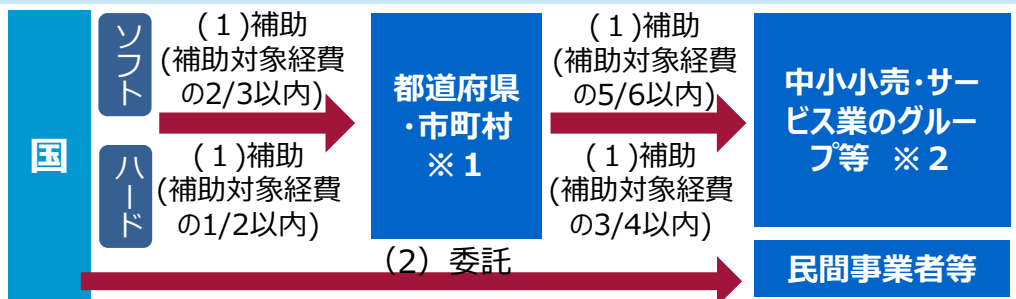 国
ソフト
(１)補助
(補助対象経費
の2/3以内)
ハード
(１)補助
(補助対象経費
の1/2以内)
都道府県
・市町村
※１
(１)補助
(補助対象経費
の5/6以内)
(１)補助
(補助対象経費
の3/4以内)
中小小売・サー
ビス業のグルー
プ等　※２
（2）委託
民間事業者等